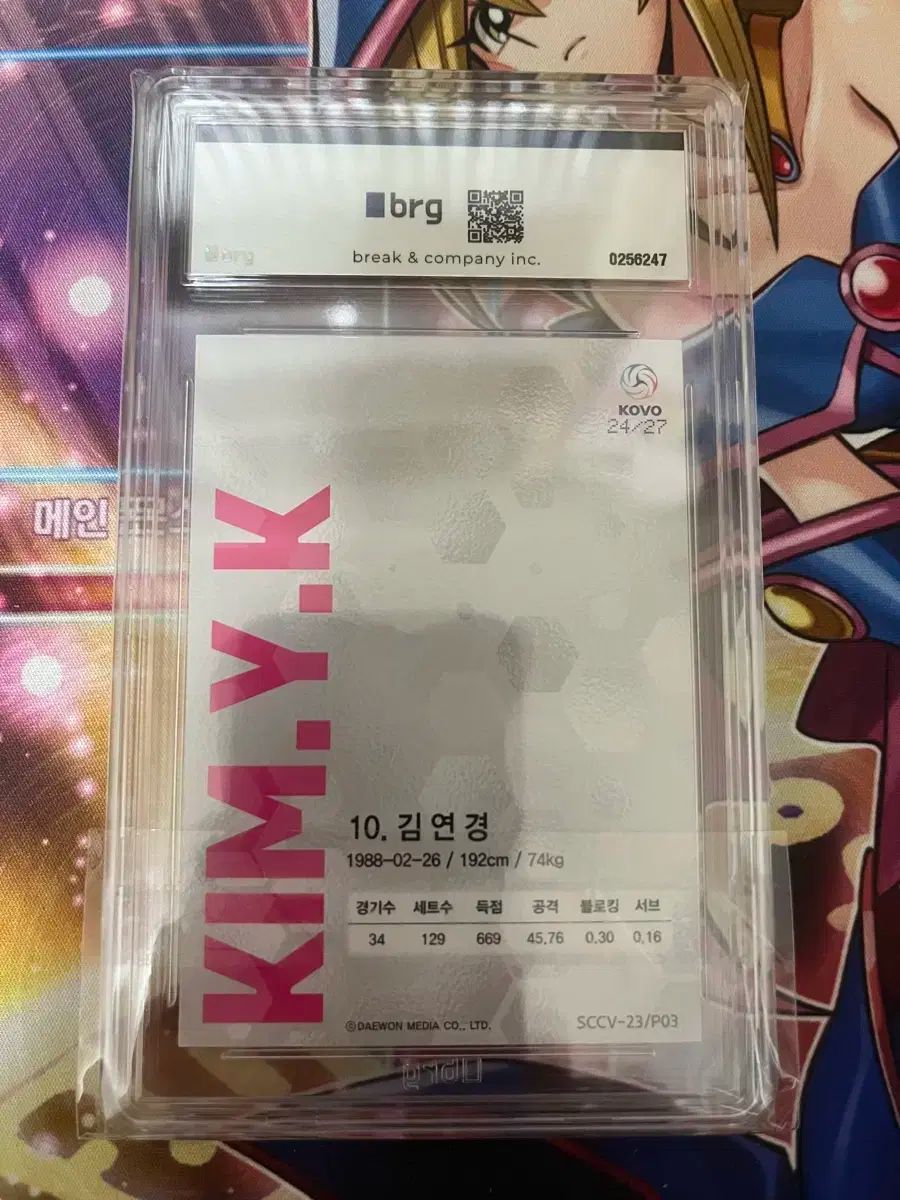 brg
break & company inc.
0256247
brg
KOVO
24/27
메인
KIM.Y.K
10. 김연경
1988-02-26 / 192cm / 74kg
경기수 세트수 득점 공격 블로킹 서브
34 129 669 45.76 0.30 0.16
©DAEWON MEDIA CO., LTD.
SCCV-23/P03
brg